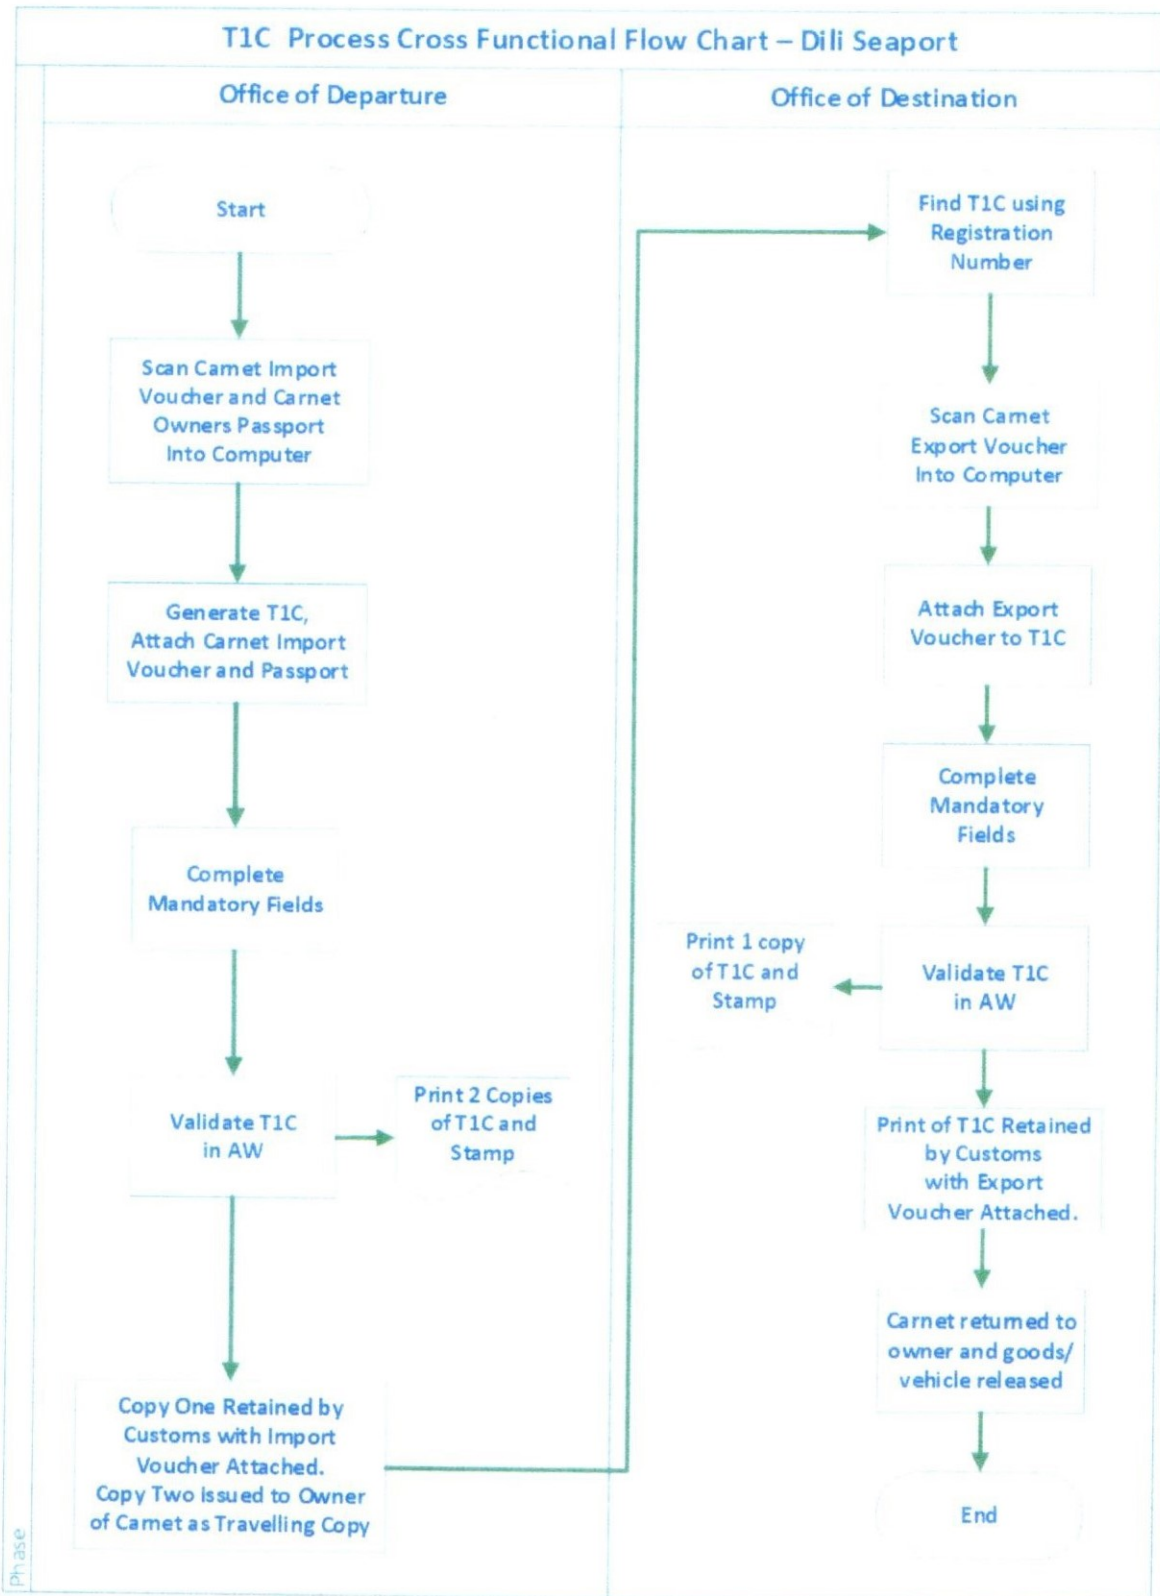 T1C Process Cross Functional Flow Chart – Dili Seaport
Office of Departure
Start
Scan Carnet Import
Voucher and Carnet
Owners Passport
Into Computer
Generate T1C,
Attach Carnet Import
Voucher and Passport
Complete
Mandatory Fields
Validate T1C
in AW
Print 2 Copies
of T1C and
Stamp
Copy One Retained by
Customs with Import
Voucher Attached.
Copy Two Issued to Owner
of Carnet as Travelling Copy
Office of Destination
Find T1C using
Registration
Number
Scan Carnet
Export Voucher
Into Computer
Attach Export
Voucher to T1C
Complete
Mandatory
Fields
Validate T1C
in AW
Print 1 copy
of T1C and
Stamp
Print of T1C Retained
by Customs
with Export
Voucher Attached.
Carnet returned to
owner and goods/
vehicle released
End
Phase